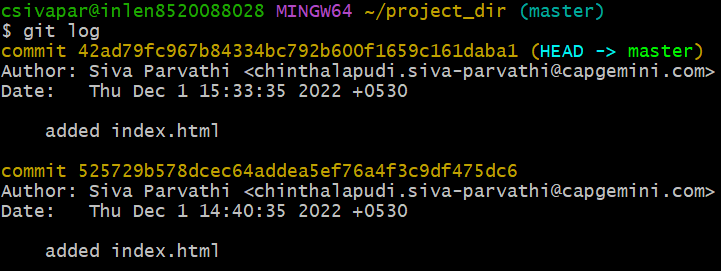 csivapar@inlen8520088028 MINGW64 ~/project_dir (master)
$ git log
commit 42ad79fc967b84334bc792b600f1659c161daba1 (HEAD -> master)
Author: Siva Parvathi <chinthalapudi.siva-parvathi@capgemini.com>
Date:   Thu Dec 1 15:33:35 2022 +0530
    added index.html
commit 525729b578dcec64addea5ef76a4f3c9df475dc6
Author: Siva Parvathi <chinthalapudi.siva-parvathi@capgemini.com>
Date:   Thu Dec 1 14:40:35 2022 +0530
    added index.html